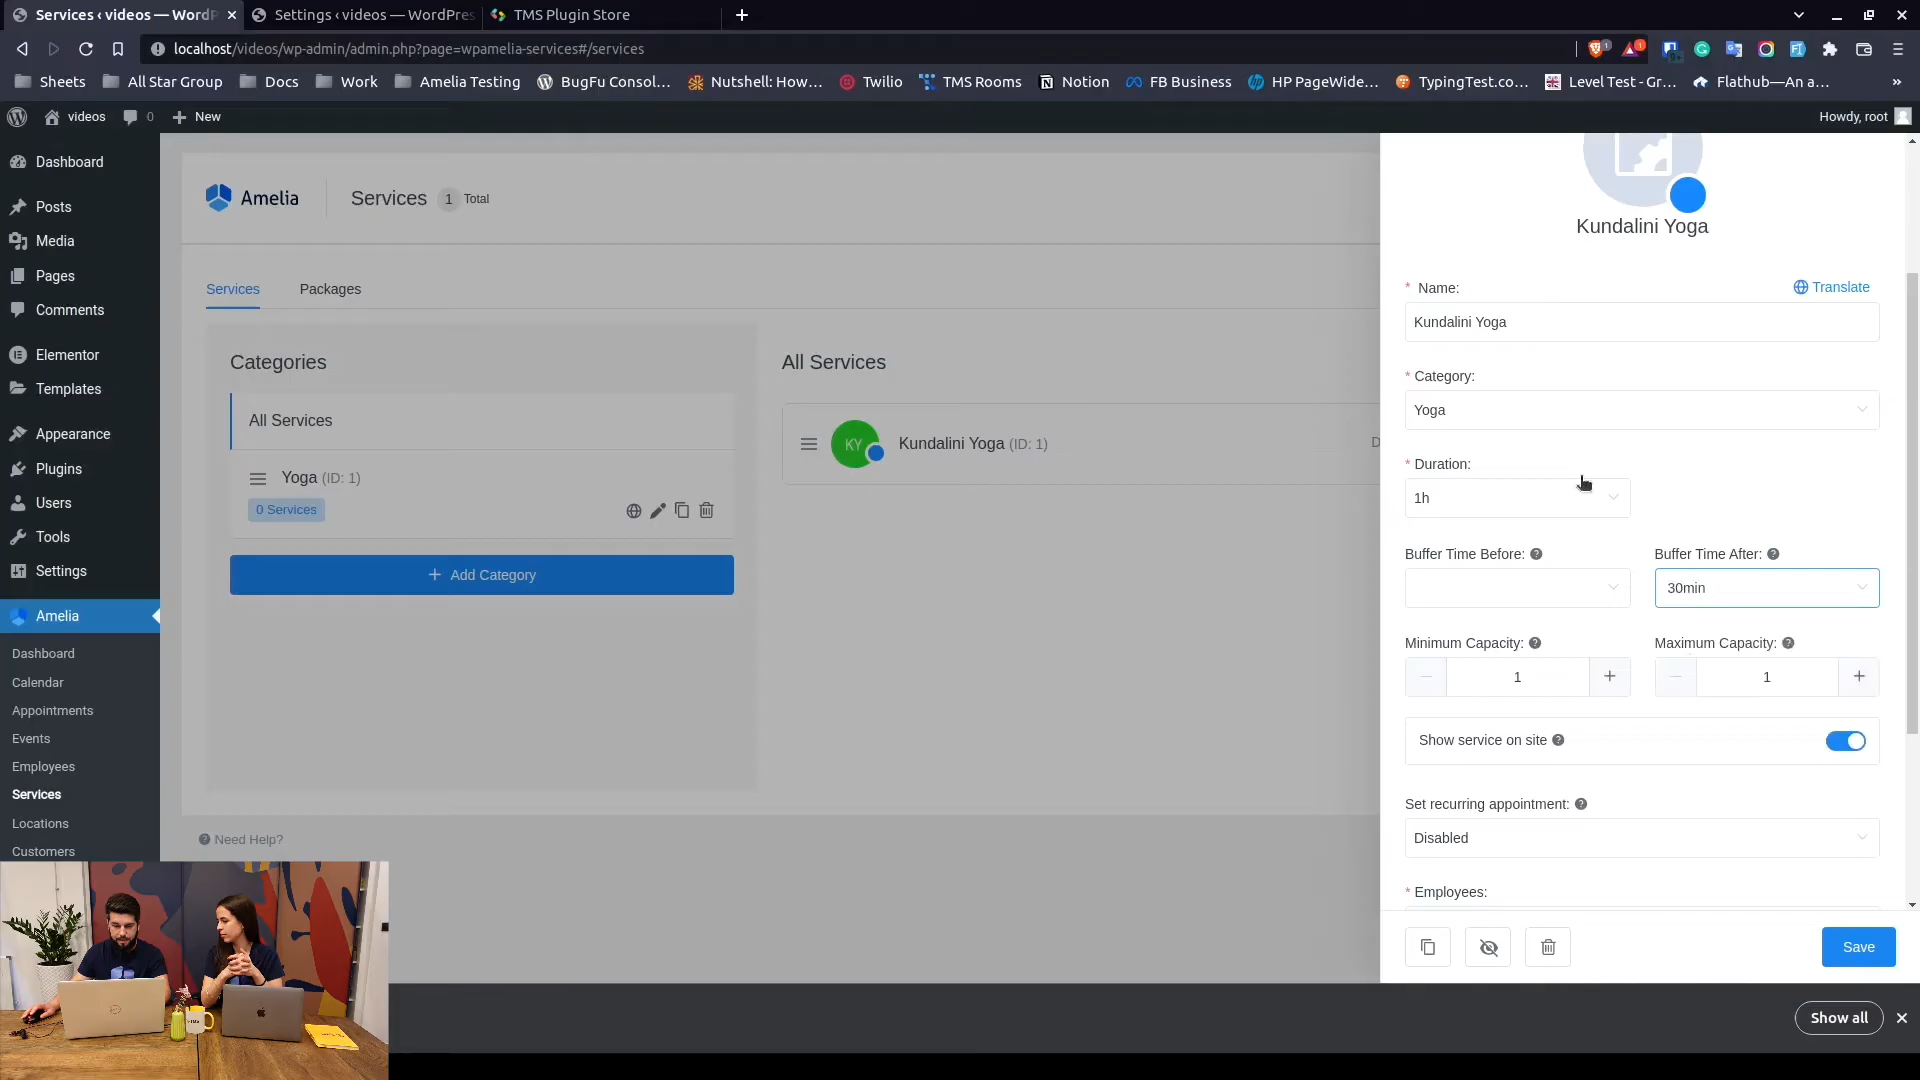 Services ‹ videos — WordP
Settings ‹ videos — WordPres
TMS Plugin Store
localhost/videos/wp-admin/admin.php?page=wpamelia-services#/services
Sheets
All Star Group
Docs
Work
Amelia Testing
BugFu Consol...
Nutshell: How...
Twilio
TMS Rooms
Notion
FB Business
HP PageWide...
TypingTest.co...
Level Test - Gr...
Flathub—An a...
videos
0
New
Howdy, root
Dashboard
Posts
Media
Pages
Comments
Elementor
Templates
Appearance
Plugins
Users
Tools
Settings
Amelia
Dashboard
Calendar
Appointments
Events
Employees
Services
Locations
Customers
Amelia
Services 1 Total
Services
Packages
Categories
All Services
Yoga (ID: 1)
0 Services
+ Add Category
All Services
KY
Kundalini Yoga (ID: 1)
D
Need Help?
Kundalini Yoga
* Name:
Translate
Kundalini Yoga
* Category:
Yoga
* Duration:
1h
Buffer Time Before:
Buffer Time After:
30min
Minimum Capacity:
Maximum Capacity:
1
1
Show service on site
Set recurring appointment:
Disabled
* Employees:
Save
Show all